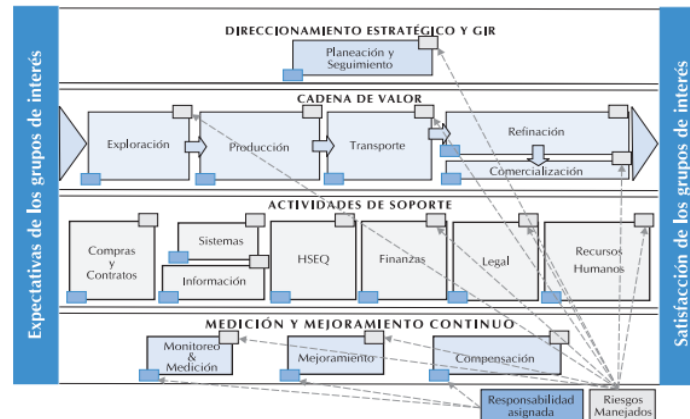 Expectativas de los grupos de interés
DIRECCIONAMIENTO ESTRATÉGICO Y GIR
Planeación y
Seguimiento
CADENA DE VALOR
Exploración
Producción
Transporte
Refinación
Comercialización
ACTIVIDADES DE SOPORTE
Compras
y
Contratos
Sistemas
Información
HSEQ
Finanzas
Legal
Recursos
Humanos
MEDICIÓN Y MEJORAMIENTO CONTINUO
Monitoreo
&
Medición
Mejoramiento
Compensación
Responsabilidad
asignada
Riesgos
Manejados
Satisfacción de los grupos de interés